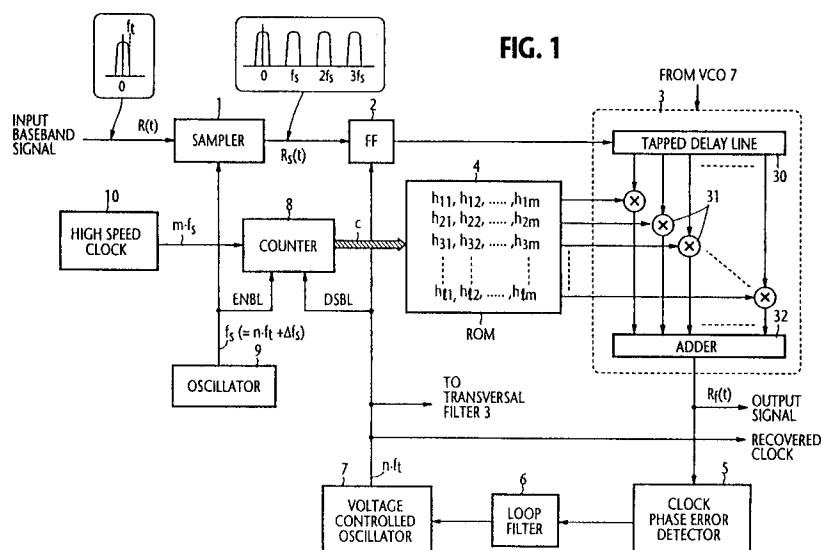 FIG. 1
ft
0
0 fs 2fs 3fs
FROM VCO 7
INPUT
BASEBAND
SIGNAL
R(t)
1
SAMPLER
Rs(t)
2
FF
3
TAPPED DELAY LINE
30
10
HIGH SPEED
CLOCK
m·fs
8
COUNTER
c
4
h11, h12, ....., h1m
h21, h22, ....., h2m
h31, h32, ....., h3m
hℓ1, hℓ2, ....., hℓm
ROM
31
× × × ×
32
ADDER
ENBL
DSBL
fs (= n·ft + Δfs)
9
OSCILLATOR
TO
TRANSVERSAL
FILTER 3
Rf(t)
OUTPUT
SIGNAL
RECOVERED
CLOCK
7
n·ft
VOLTAGE
CONTROLLED
OSCILLATOR
6
LOOP
FILTER
5
CLOCK
PHASE ERROR
DETECTOR